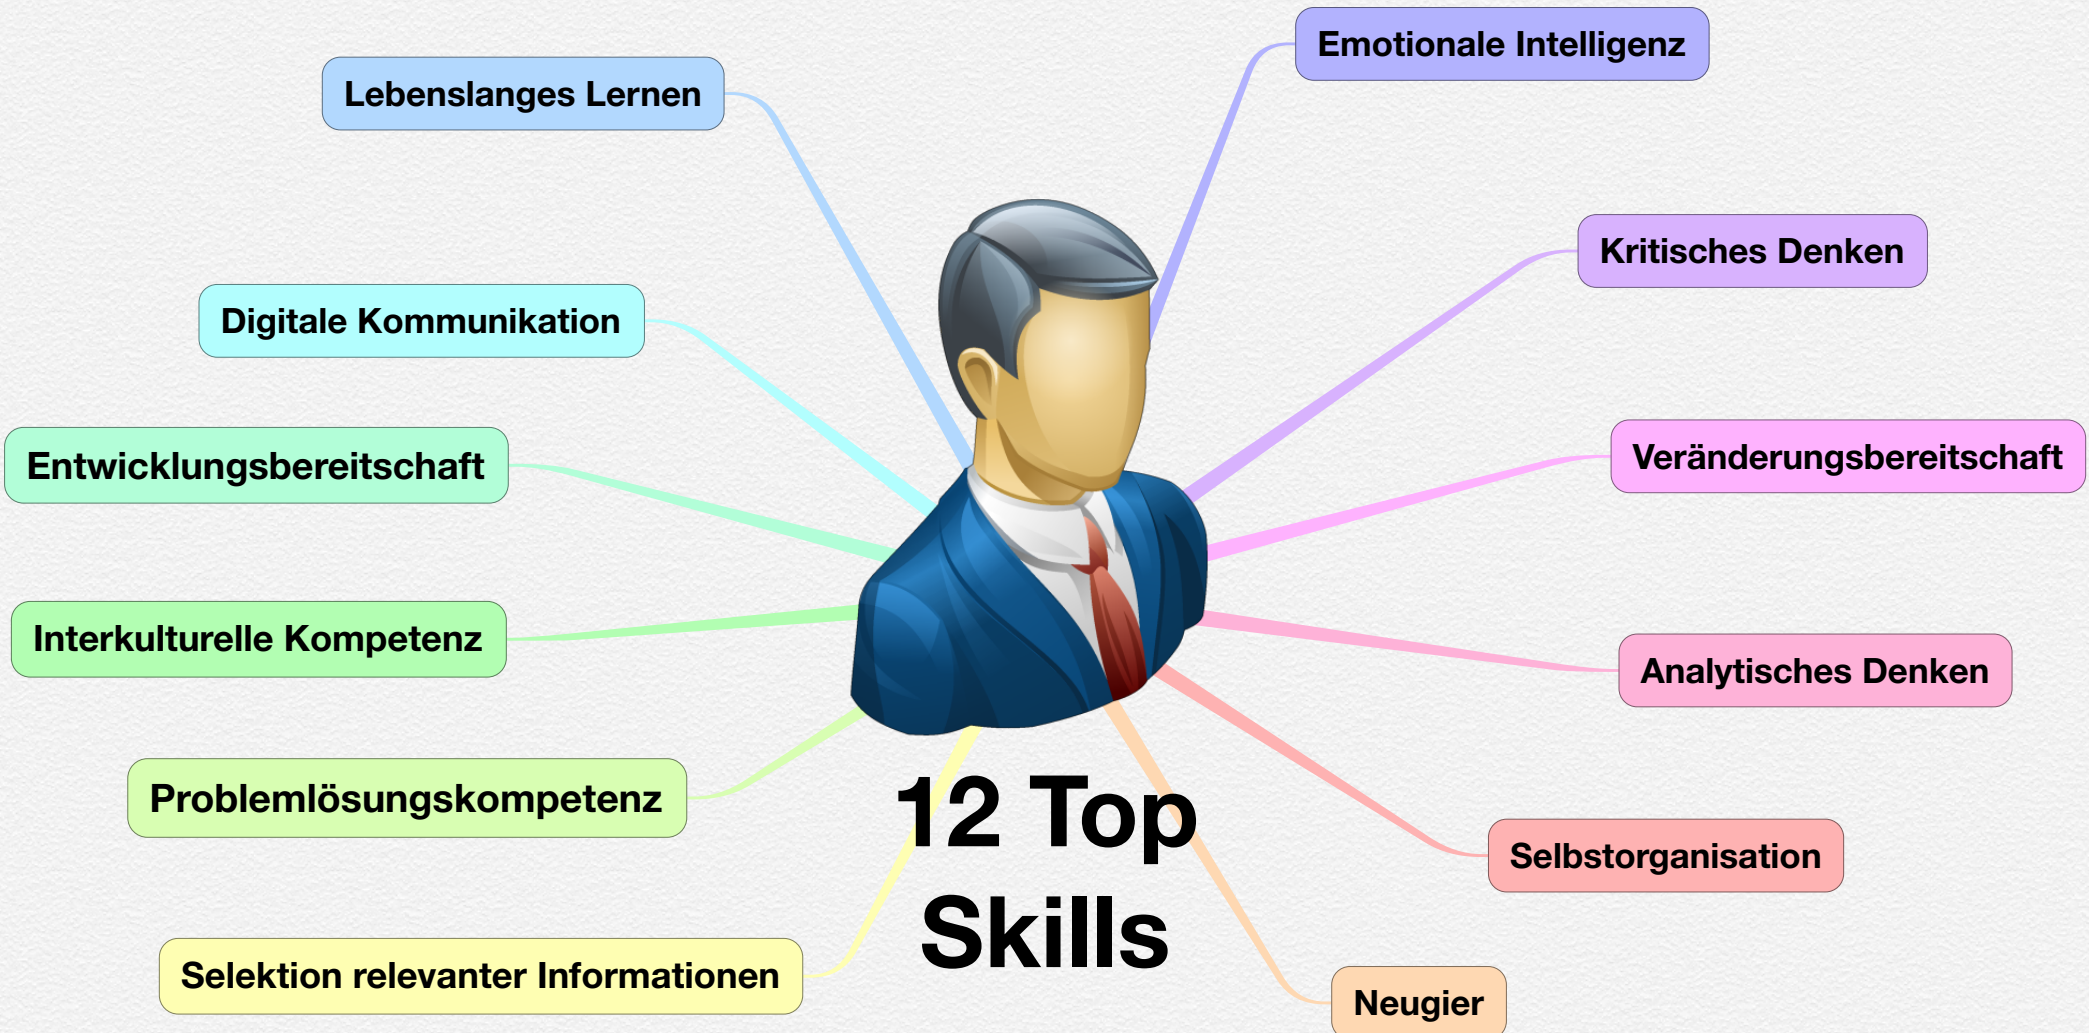 Emotionale Intelligenz
Lebenslanges Lernen
Kritisches Denken
Digitale Kommunikation
Veränderungsbereitschaft
Entwicklungsbereitschaft
Interkulturelle Kompetenz
Analytisches Denken
Problemlösungskompetenz
12 Top
Skills
Selbstorganisation
Selektion relevanter Informationen
Neugier